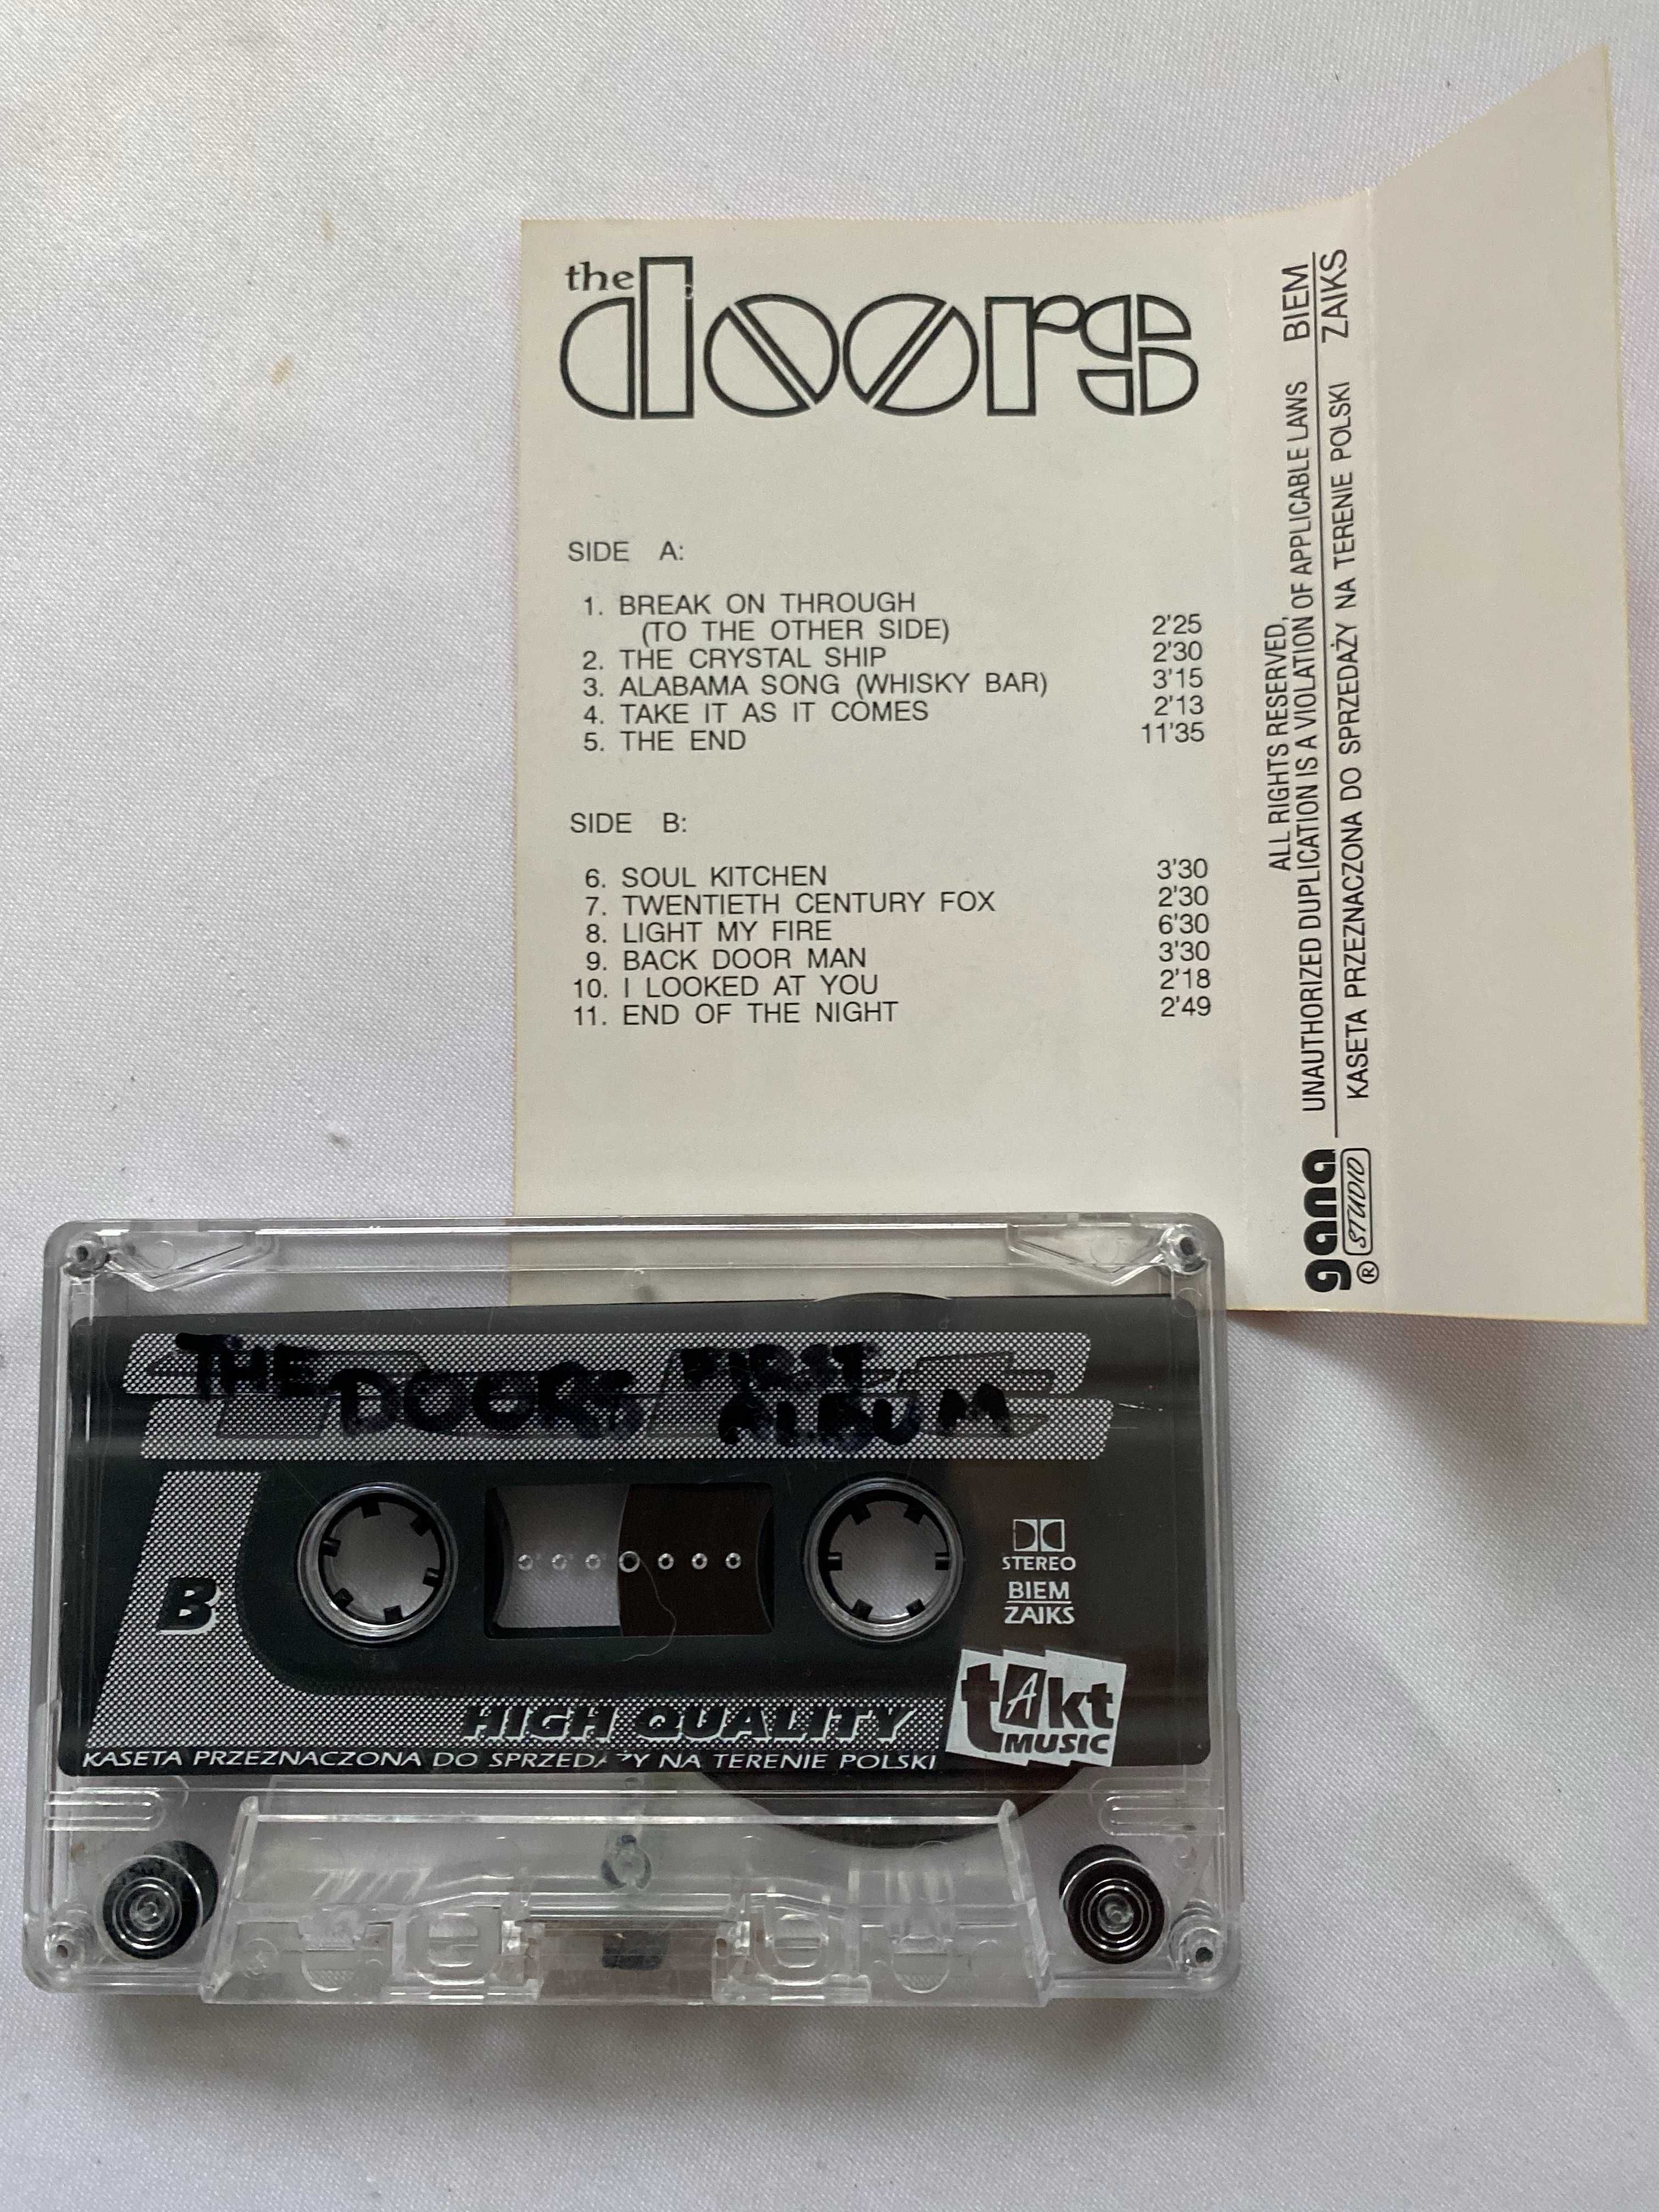 the doors
SIDE A:
1. BREAK ON THROUGH
(TO THE OTHER SIDE) 2'25
2. THE CRYSTAL SHIP 2'30
3. ALABAMA SONG (WHISKY BAR) 3'15
4. TAKE IT AS IT COMES 2'13
5. THE END 11'35
SIDE B:
6. SOUL KITCHEN 3'30
7. TWENTIETH CENTURY FOX 2'30
8. LIGHT MY FIRE 6'30
9. BACK DOOR MAN 3'30
10. I LOOKED AT YOU 2'18
11. END OF THE NIGHT 2'49
ALL RIGHTS RESERVED,
UNAUTHORIZED DUPLICATION IS A VIOLATION OF APPLICABLE LAWS
BIEM
ZAIKS
KASETA PRZEZNACZONA DO SPRZEDAŻY NA TERENIE POLSKI
gana
® STUDIO
THE DOORS / FIRST
ALBUM
B
STEREO
BIEM
ZAIKS
HIGH QUALITY
takt
MUSIC
KASETA PRZEZNACZONA DO SPRZEDAŻY NA TERENIE POLSKI